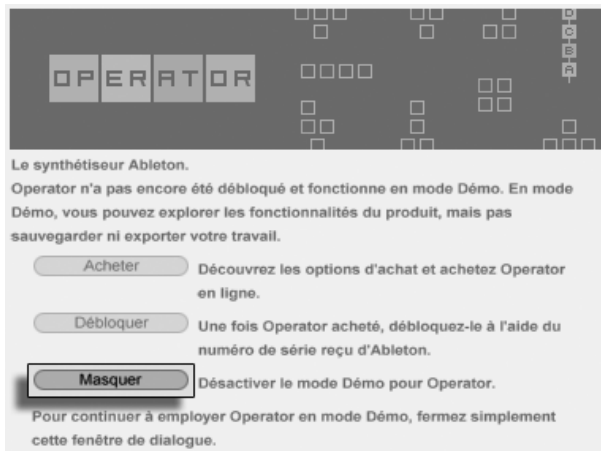 OPERATOR
D
C
B
A
Le synthétiseur Ableton.
Operator n'a pas encore été débloqué et fonctionne en mode Démo. En mode
Démo, vous pouvez explorer les fonctionnalités du produit, mais pas
sauvegarder ni exporter votre travail.
Acheter Découvrez les options d'achat et achetez Operator
en ligne.
Débloquer Une fois Operator acheté, débloquez-le à l'aide du
numéro de série reçu d'Ableton.
Masquer Désactiver le mode Démo pour Operator.
Pour continuer à employer Operator en mode Démo, fermez simplement
cette fenêtre de dialogue.